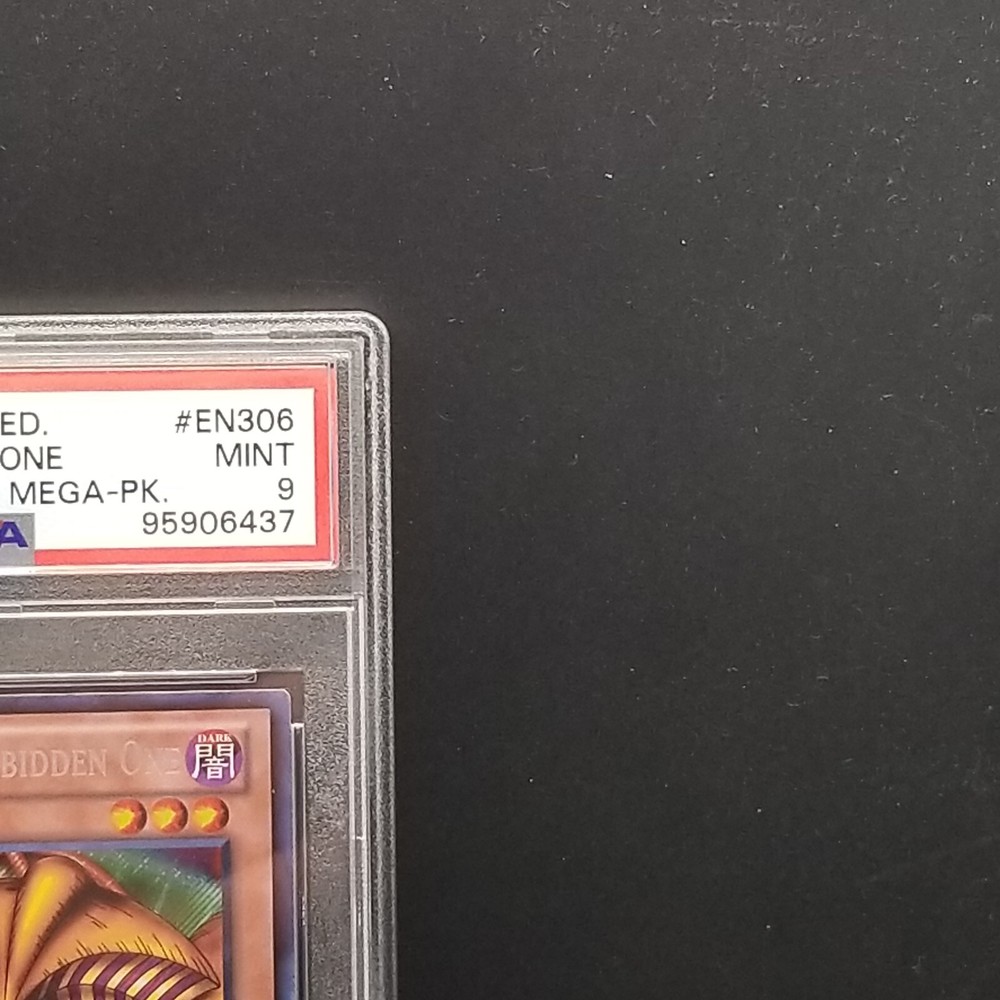 ED. #EN306
ONE MINT
MEGA-PK. 9
A 95906437
BIDDEN ONE
DARK
闇